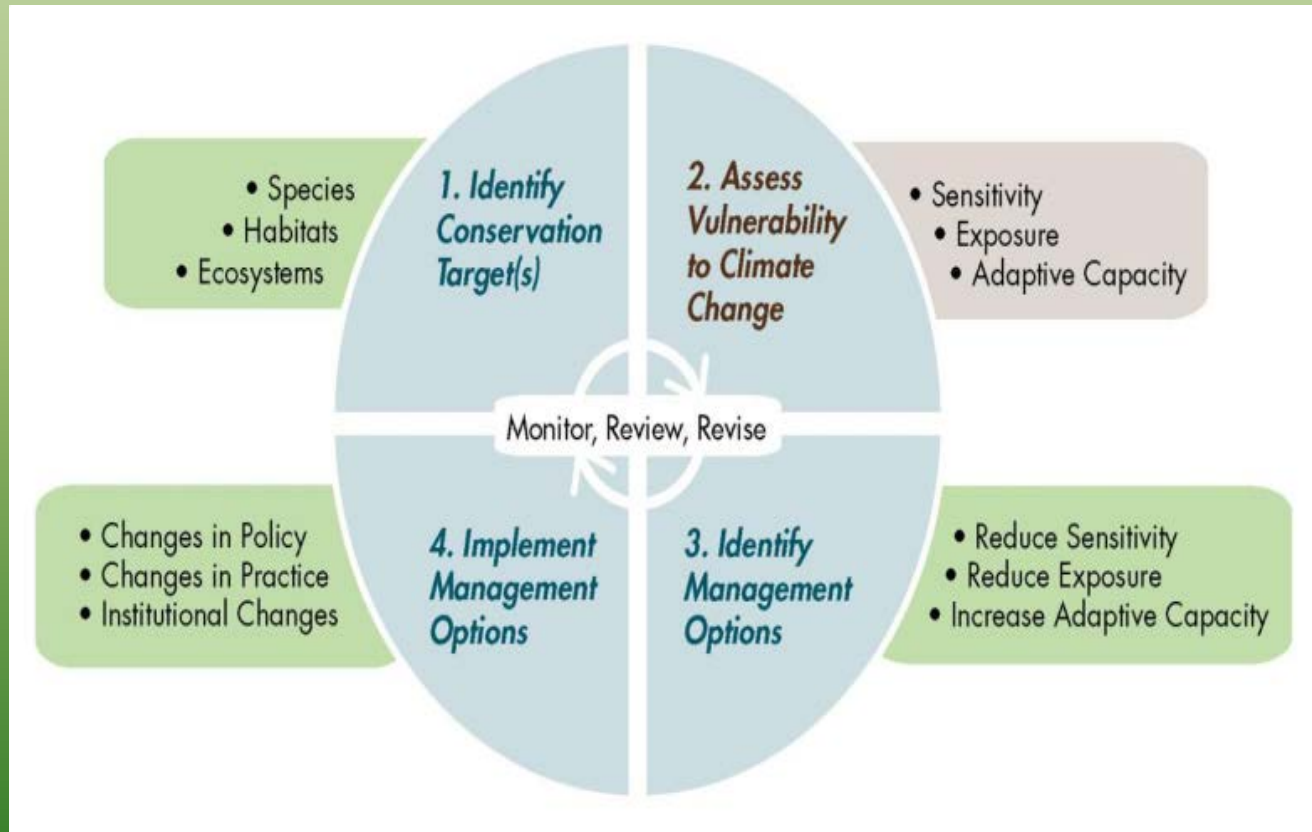 • Species
• Habitats
• Ecosystems
1. Identify
Conservation
Target(s)
2. Assess
Vulnerability
to Climate
Change
• Sensitivity
• Exposure
• Adaptive Capacity
Monitor, Review, Revise
• Changes in Policy
• Changes in Practice
• Institutional Changes
4. Implement
Management
Options
3. Identify
Management
Options
• Reduce Sensitivity
• Reduce Exposure
• Increase Adaptive Capacity